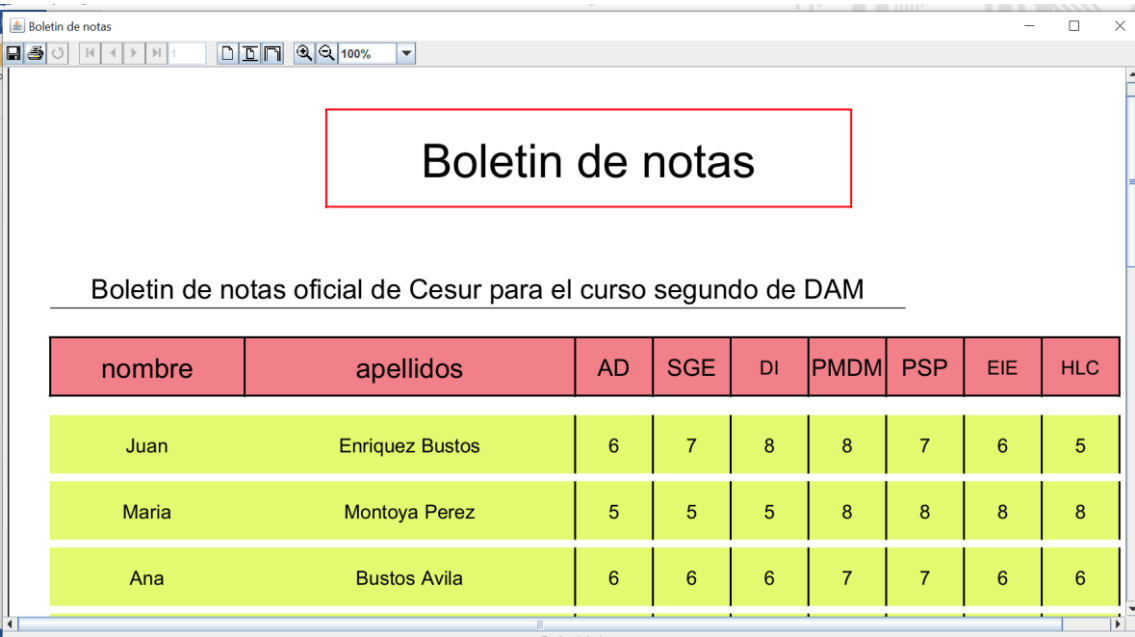 Boletin de notas
1
100%
Boletin de notas
Boletin de notas oficial de Cesur para el curso segundo de DAM
nombre apellidos AD SGE DI PMDM PSP EIE HLC
Juan Enriquez Bustos 6 7 8 8 7 6 5
Maria Montoya Perez 5 5 5 8 8 8 8
Ana Bustos Avila 6 6 6 7 7 6 6